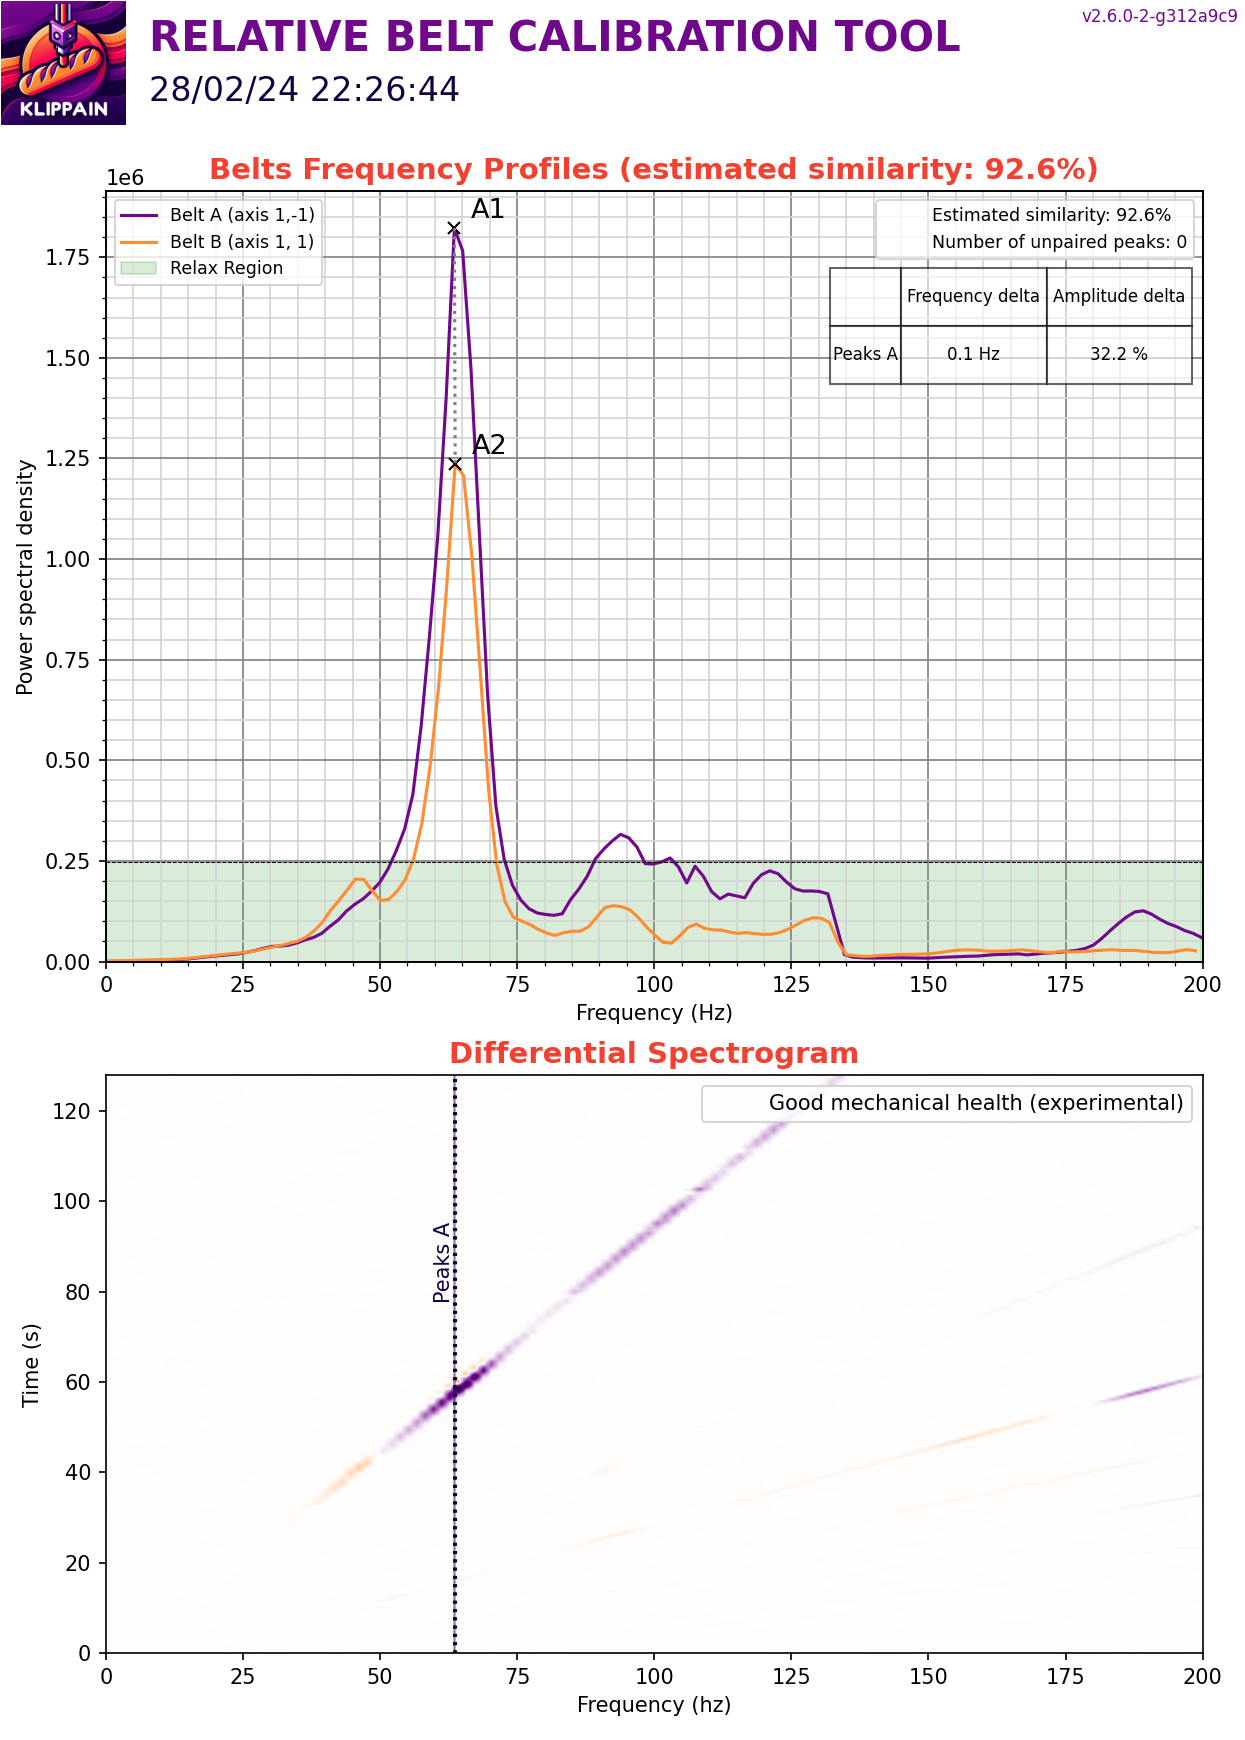 KLIPPAIN
RELATIVE BELT CALIBRATION TOOL
28/02/24 22:26:44
v2.6.0-2-g312a9c9
Belts Frequency Profiles (estimated similarity: 92.6%)
1e6
Belt A (axis 1,-1)
Belt B (axis 1, 1)
Relax Region
Estimated similarity: 92.6%
Number of unpaired peaks: 0
Frequency delta Amplitude delta
Peaks A 0.1 Hz 32.2 %
A1
A2
1.75
1.50
1.25
1.00
0.75
0.50
0.25
0.00
Power spectral density
0 25 50 75 100 125 150 175 200
Frequency (Hz)
Differential Spectrogram
Good mechanical health (experimental)
Peaks A
120
100
80
60
40
20
0
Time (s)
0 25 50 75 100 125 150 175 200
Frequency (hz)